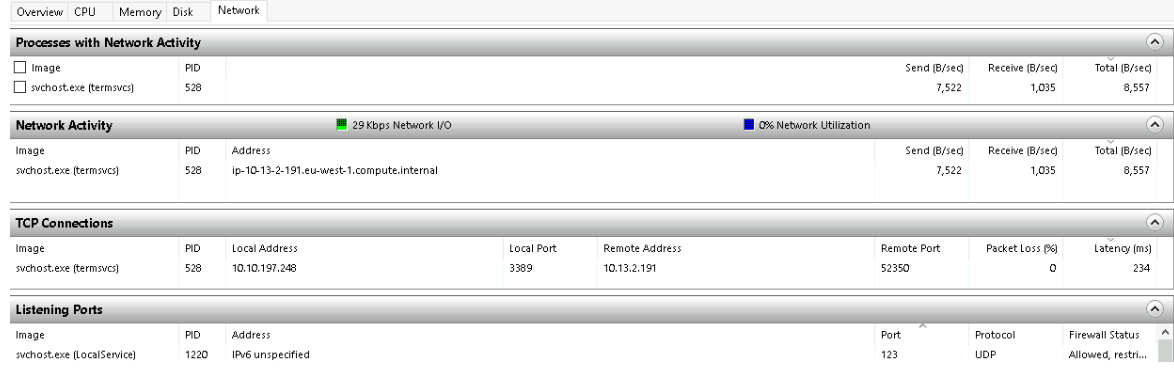 Overview CPU Memory Disk Network
Processes with Network Activity
Image PID Send (B/sec) Receive (B/sec) Total (B/sec)
svchost.exe (termsvcs) 528 7,522 1,035 8,557
Network Activity 29 Kbps Network I/O 0% Network Utilization
Image PID Address Send (B/sec) Receive (B/sec) Total (B/sec)
svchost.exe (termsvcs) 528 ip-10-13-2-191.eu-west-1.compute.internal 7,522 1,035 8,557
TCP Connections
Image PID Local Address Local Port Remote Address Remote Port Packet Loss (%) Latency (ms)
svchost.exe (termsvcs) 528 10.10.197.248 3389 10.13.2.191 52350 0 234
Listening Ports
Image PID Address Port Protocol Firewall Status
svchost.exe (LocalService) 1220 IPv6 unspecified 123 UDP Allowed, restri...